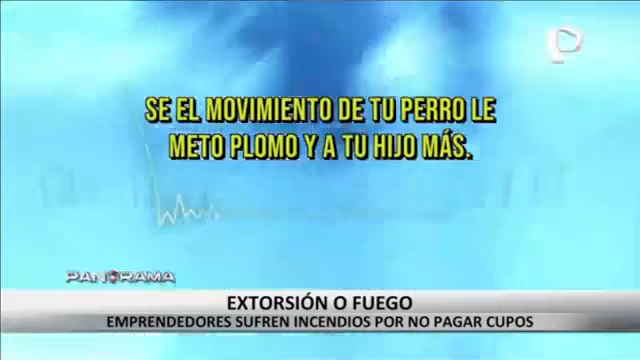 SE EL MOVIMIENTO DE TU PERRO LE
METO PLOMO Y A TU HIJO MÁS.
PANORAMA
EXTORSIÓN O FUEGO
EMPRENDEDORES SUFREN INCENDIOS POR NO PAGAR CUPOS